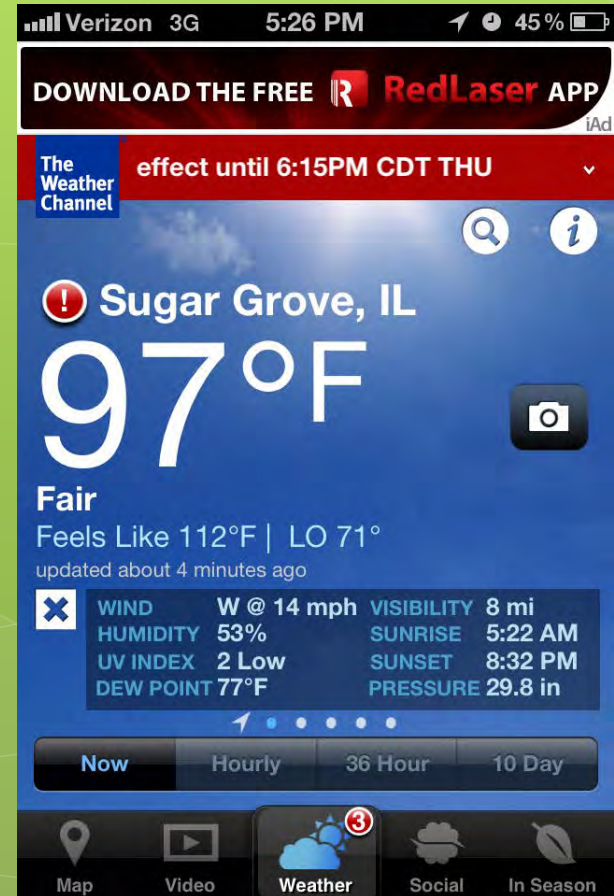 Verizon 3G 5:26 PM 45%
DOWNLOAD THE FREE R RedLaser APP
iAd
The Weather Channel
effect until 6:15PM CDT THU
i
! Sugar Grove, IL
97°F
Fair
Feels Like 112°F | LO 71°
updated about 4 minutes ago
WIND W @ 14 mph VISIBILITY 8 mi
HUMIDITY 53% SUNRISE 5:22 AM
UV INDEX 2 Low SUNSET 8:32 PM
DEW POINT 77°F PRESSURE 29.8 in
Now Hourly 36 Hour 10 Day
3
Map Video Weather Social In Season